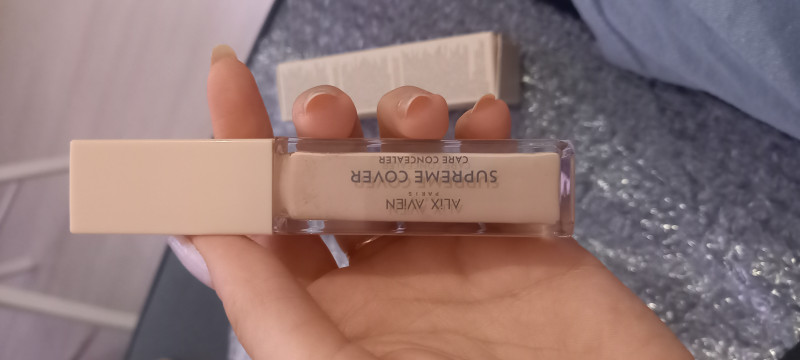 ALIX AVIEN
PARIS
SUPREME COVER
CARE CONCEALER